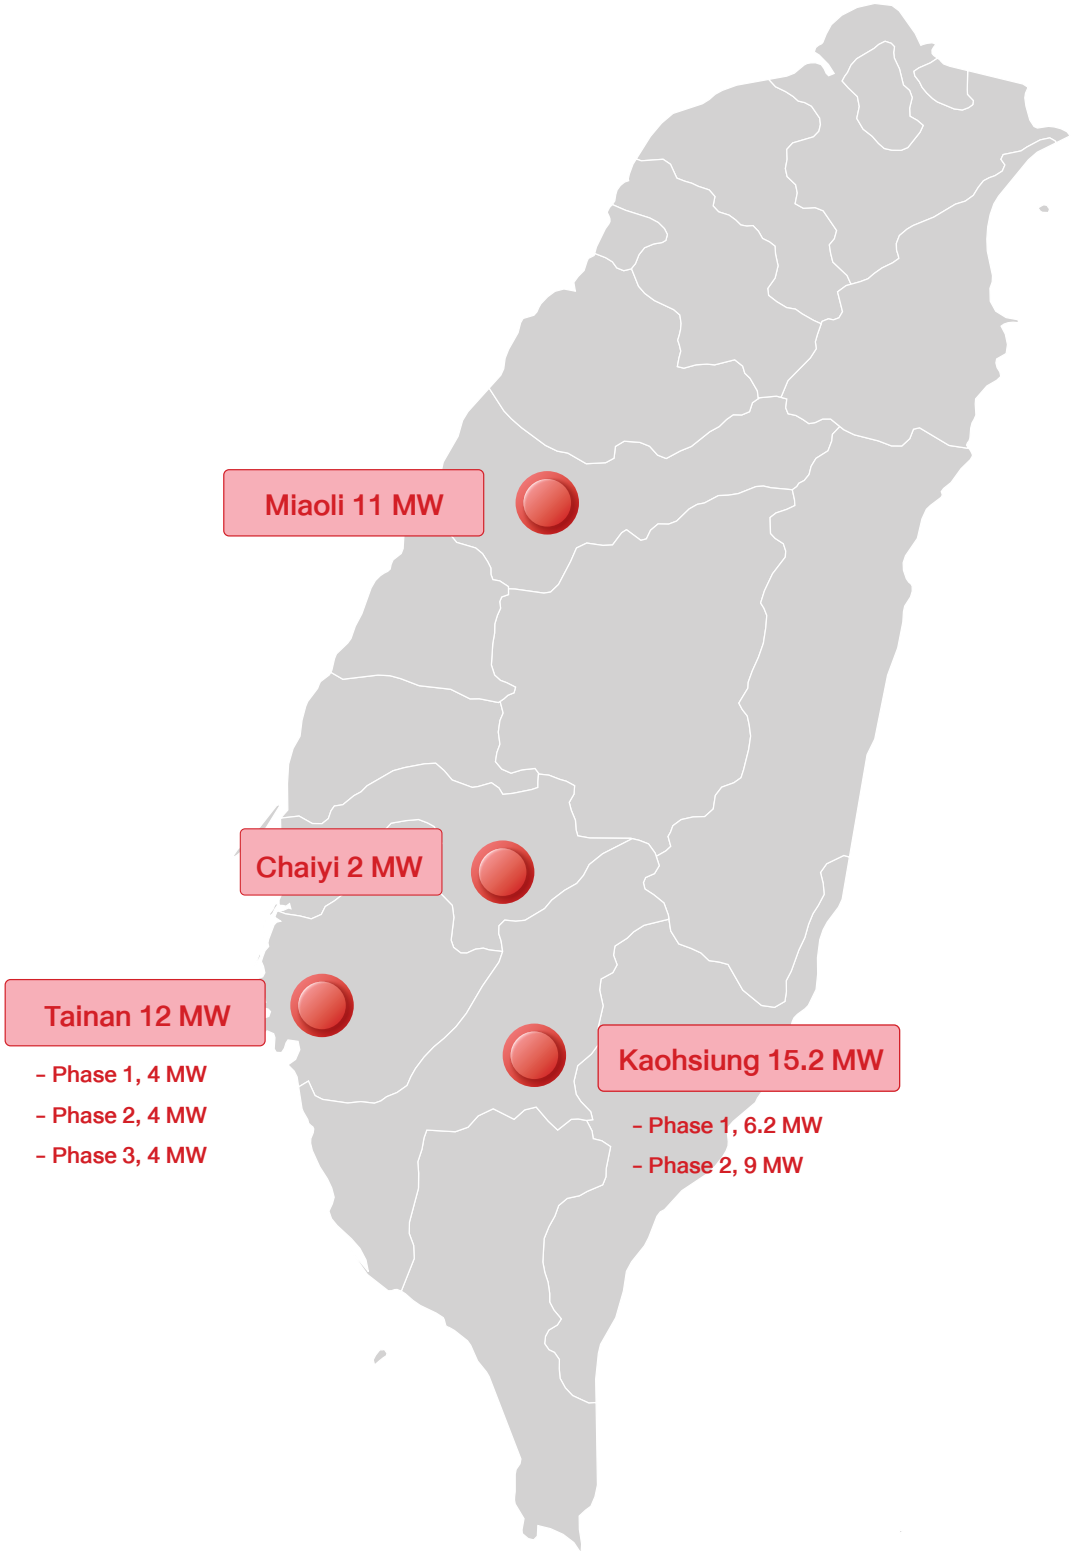 Miaoli 11 MW
Chaiyi 2 MW
Tainan 12 MW
- Phase 1, 4 MW
- Phase 2, 4 MW
- Phase 3, 4 MW
Kaohsiung 15.2 MW
- Phase 1, 6.2 MW
- Phase 2, 9 MW